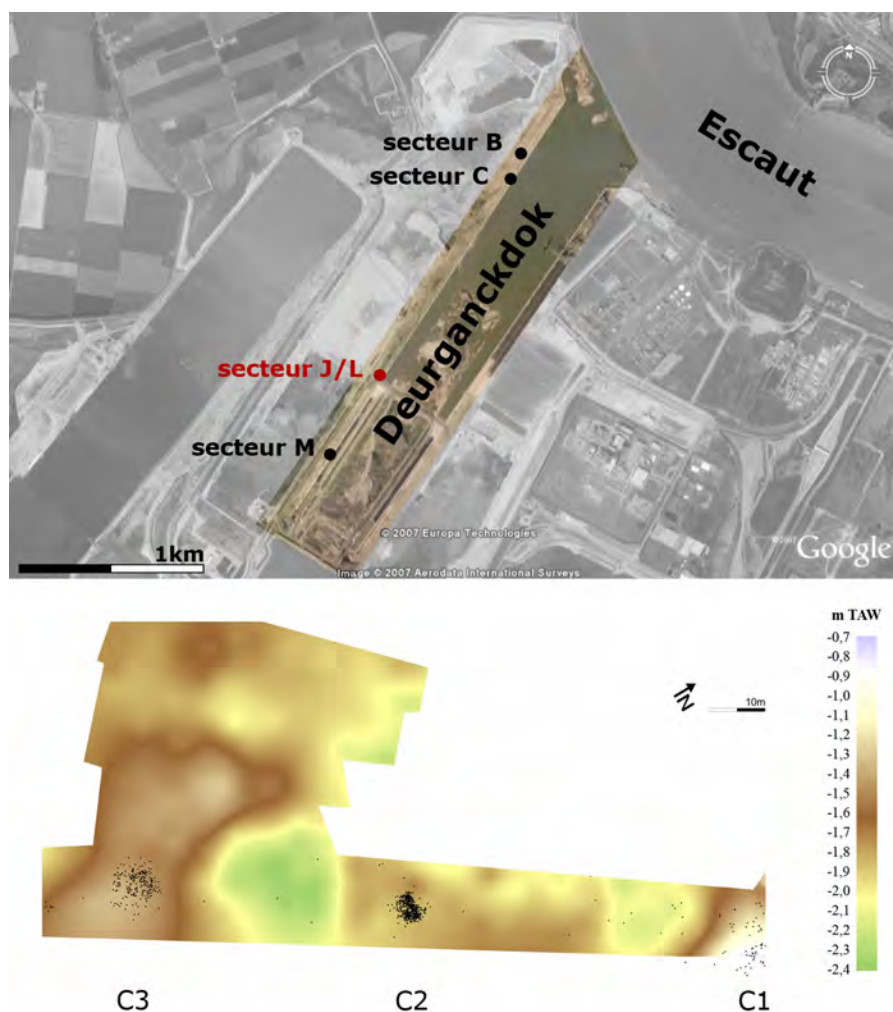 N
secteur B
secteur C
Escaut
Deurganckdok
secteur J/L
secteur M
© 2007 Europa Technologies
©2007 Google
1km
Image © 2007 Aerodata International Surveys
m TAW
-0,7
-0,8
-0,9
-1,0
-1,1
-1,2
-1,3
-1,4
-1,5
-1,6
-1,7
-1,8
-1,9
-2,0
-2,1
-2,2
-2,3
-2,4
N
10m
C3 C2 C1